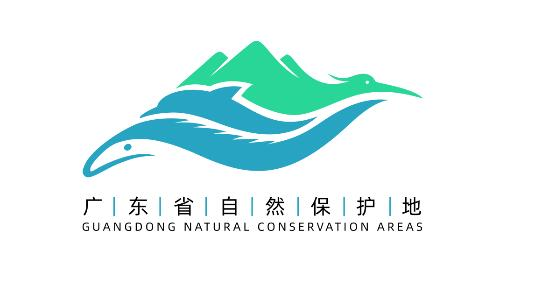 广|东|省|自|然|保|护|地
GUANGDONG NATURAL CONSERVATION AREAS